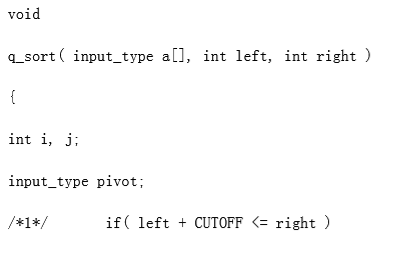 void
q_sort( input_type a[], int left, int right )
{
int i, j;
input_type pivot;
/*1*/ if( left + CUTOFF <= right )